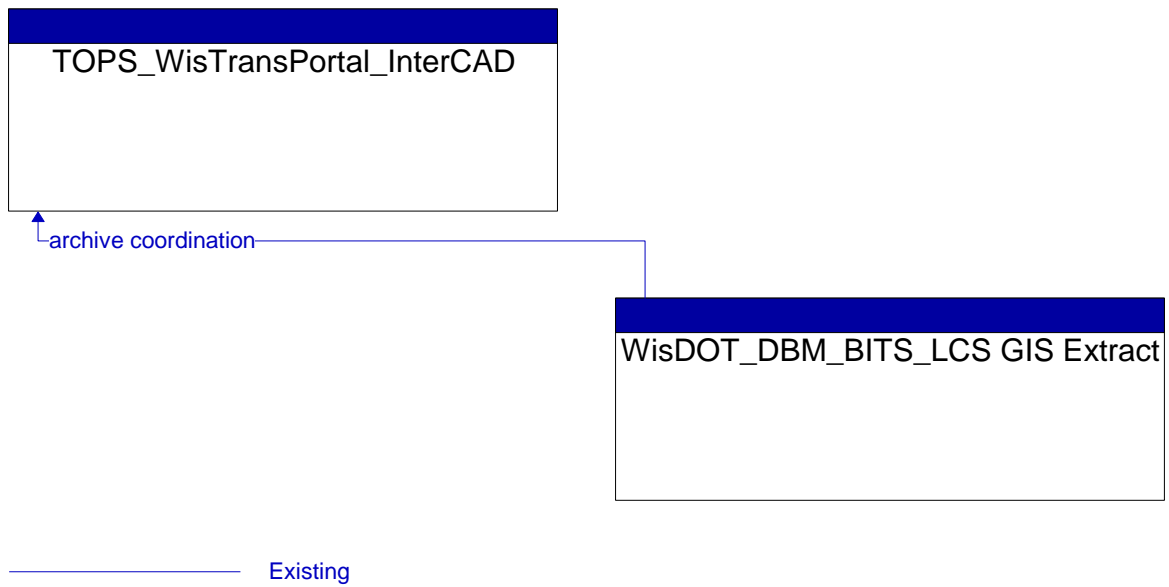 TOPS_WisTransPortal_InterCAD
archive coordination
WisDOT_DBM_BITS_LCS GIS Extract
Existing